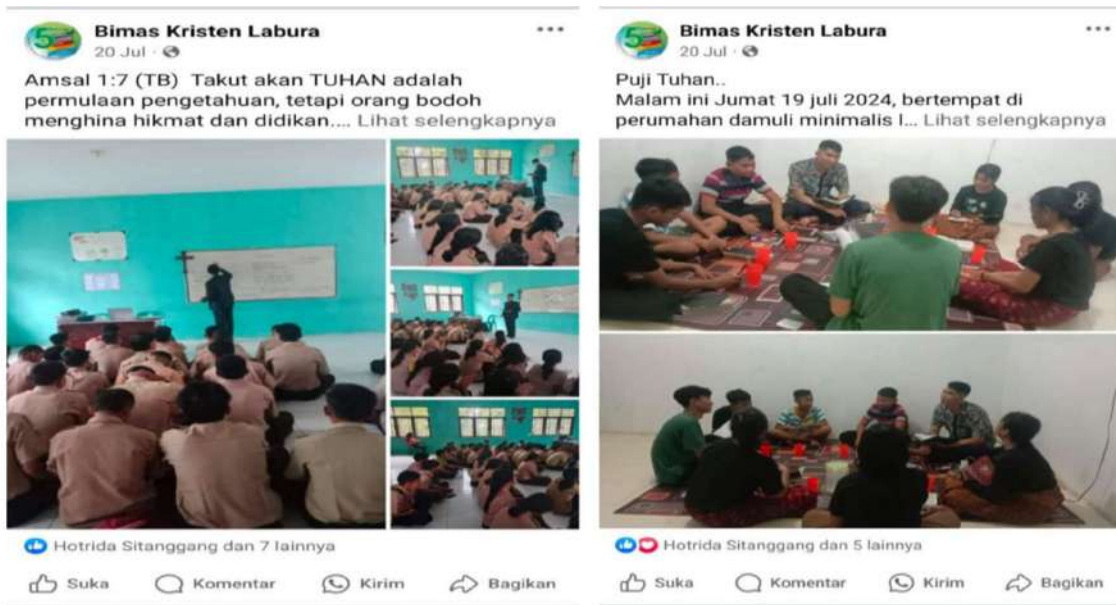 Bimas Kristen Labura
20 Jul
Amsal 1:7 (TB) Takut akan TUHAN adalah
permulaan pengetahuan, tetapi orang bodoh
menghina hikmat dan didikan.... Lihat selengkapnya
Hotrida Sitanggang dan 7 lainnya
Suka Komentar Kirim Bagikan
Bimas Kristen Labura
20 Jul
Puji Tuhan..
Malam ini Jumat 19 juli 2024, bertempat di
perumahan damuli minimalis l... Lihat selengkapnya
Hotrida Sitanggang dan 5 lainnya
Suka Komentar Kirim Bagikan